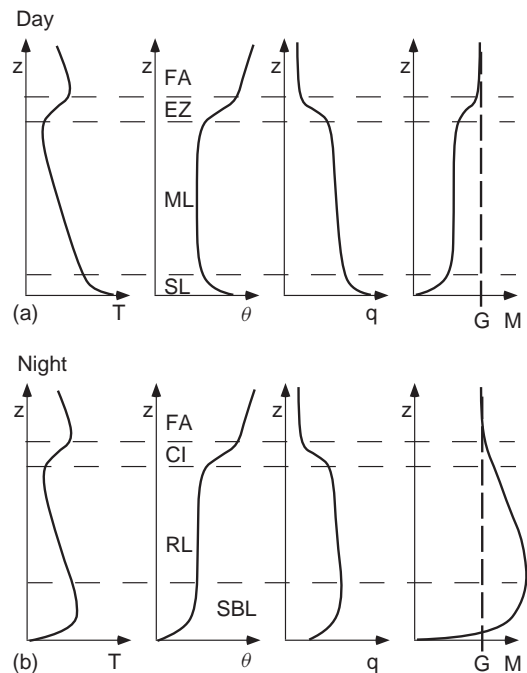 Day
z z z z
FA
EZ
ML
SL
(a) T θ q G M
Night
z z z z
FA
CI
RL
SBL
(b) T θ q G M